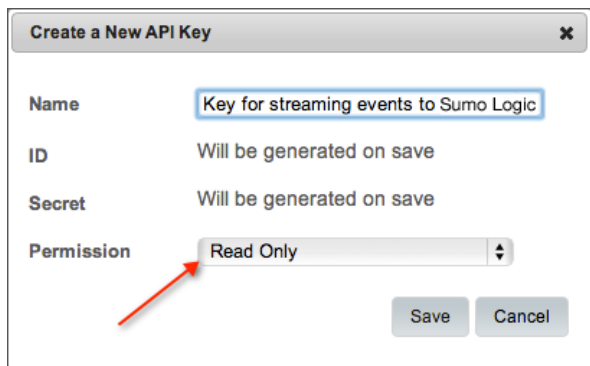 Create a New API Key
Name Key for streaming events to Sumo Logic
ID Will be generated on save
Secret Will be generated on save
Permission Read Only
Save Cancel